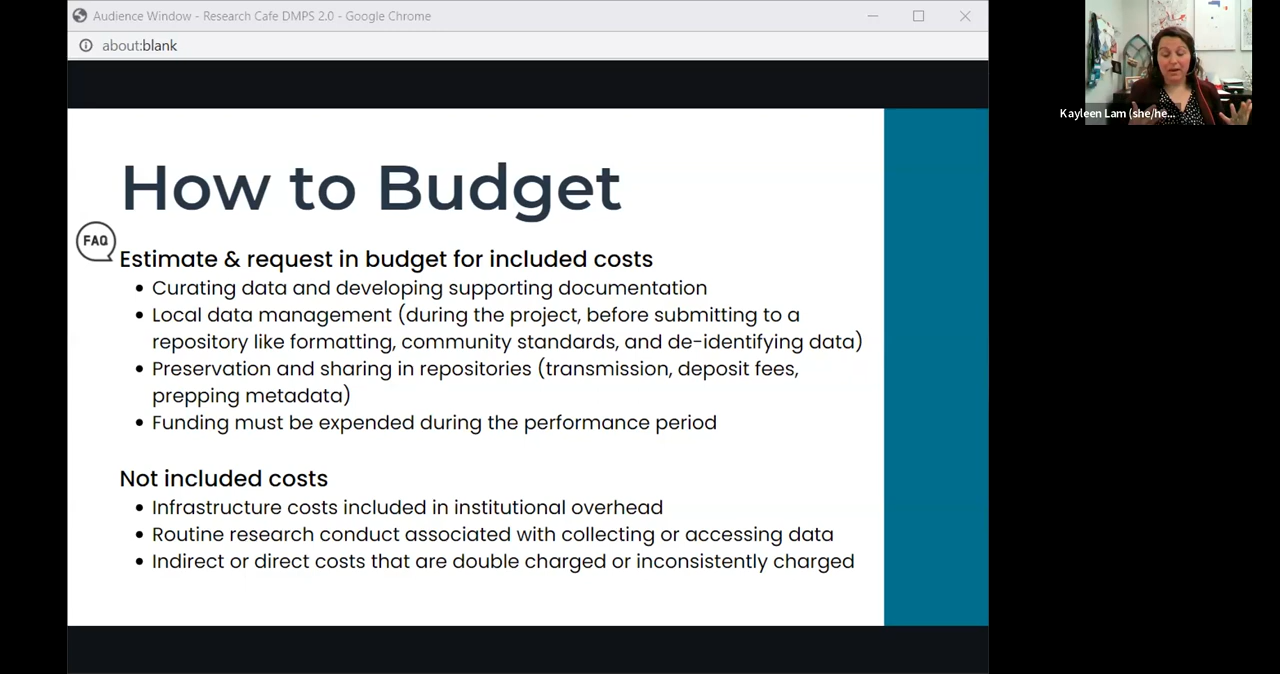 Audience Window - Research Cafe DMPS 2.0 - Google Chrome
about:blank
Kayleen Lam (she/he...
How to Budget
FAQ
Estimate & request in budget for included costs
• Curating data and developing supporting documentation
• Local data management (during the project, before submitting to a
repository like formatting, community standards, and de-identifying data)
• Preservation and sharing in repositories (transmission, deposit fees,
prepping metadata)
• Funding must be expended during the performance period
Not included costs
• Infrastructure costs included in institutional overhead
• Routine research conduct associated with collecting or accessing data
• Indirect or direct costs that are double charged or inconsistently charged